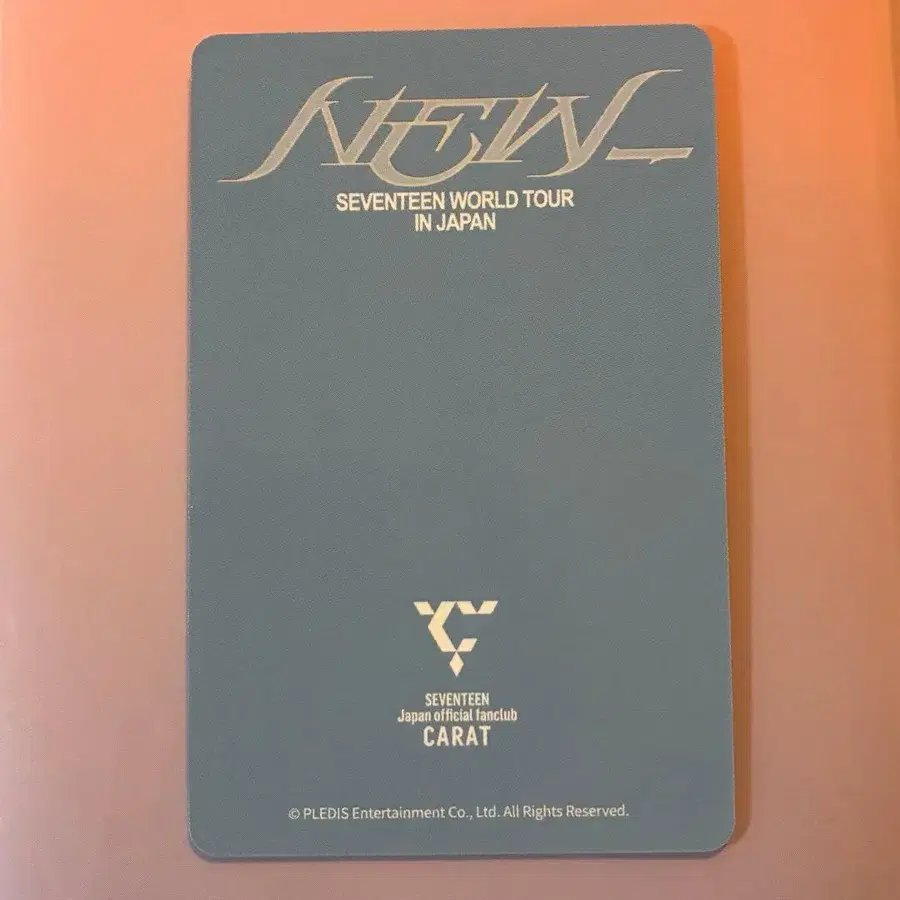 NEW_
SEVENTEEN WORLD TOUR
IN JAPAN
SEVENTEEN
Japan official fanclub
CARAT
© PLEDIS Entertainment Co., Ltd. All Rights Reserved.